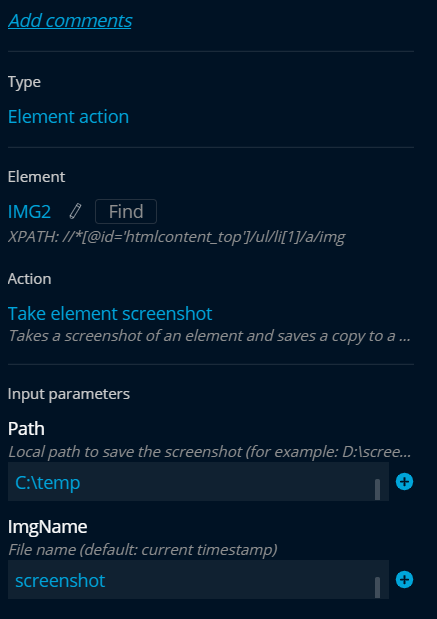 Add comments
Type
Element action
Element
IMG2 Find
XPATH: //*[@id='htmlcontent_top']/ul/li[1]/a/img
Action
Take element screenshot
Takes a screenshot of an element and saves a copy to a ...
Input parameters
Path
Local path to save the screenshot (for example: D:\scree...
C:\temp
ImgName
File name (default: current timestamp)
screenshot